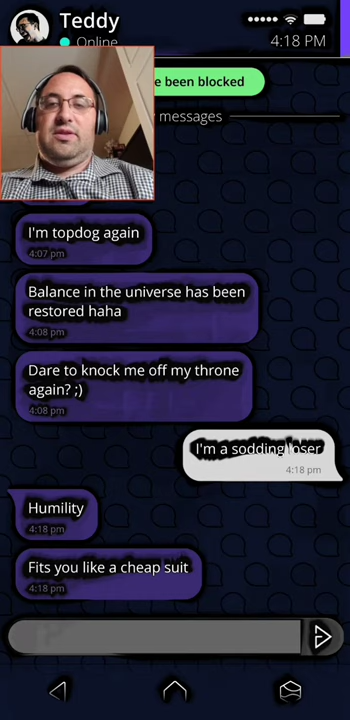 Teddy
Online
4:18 PM
e been blocked
messages
I'm topdog again
4:07 pm
Balance in the universe has been
restored haha
4:08 pm
Dare to knock me off my throne
again? ;)
4:08 pm
I'm a sodding loser
4:18 pm
Humility
4:18 pm
Fits you like a cheap suit
4:18 pm